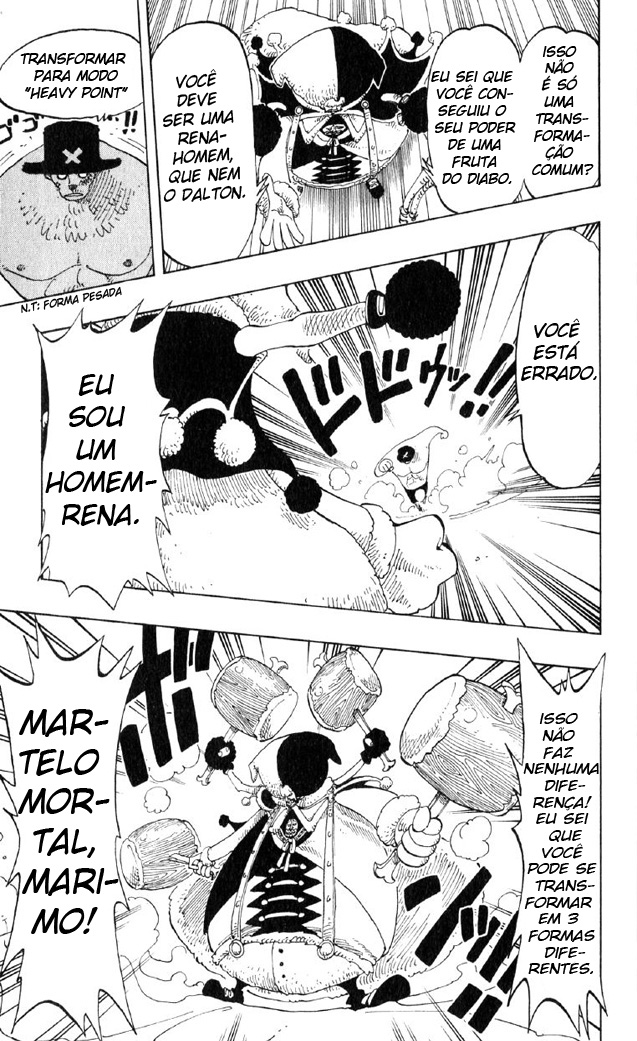 ISSO
NÃO
É SÓ
UMA
TRANS-
FORMA-
ÇÃO
COMUM?
EU SEI QUE
VOCÊ CON-
SEGUIU O
SEU PODER
DE UMA
FRUTA
DO DIABO.
VOCÊ
DEVE
SER UMA
RENA-
HOMEM,
QUE NEM
O DALTON.
TRANSFORMAR
PARA MODO
"HEAVY POINT"
N.T: FORMA PESADA
VOCÊ
ESTÁ
ERRADO.
ドドゥッ!!
EU
SOU
UM
HOMEM-
RENA.
ISSO
NÃO
FAZ
NENHUMA
DIFE-
RENÇA!
EU SEI
QUE
VOCÊ
PODE SE
TRANS-
FORMAR
EM 3
FORMAS
DIFE-
RENTES.
MAR-
TELO
MOR-
TAL,
MARI-
MO!